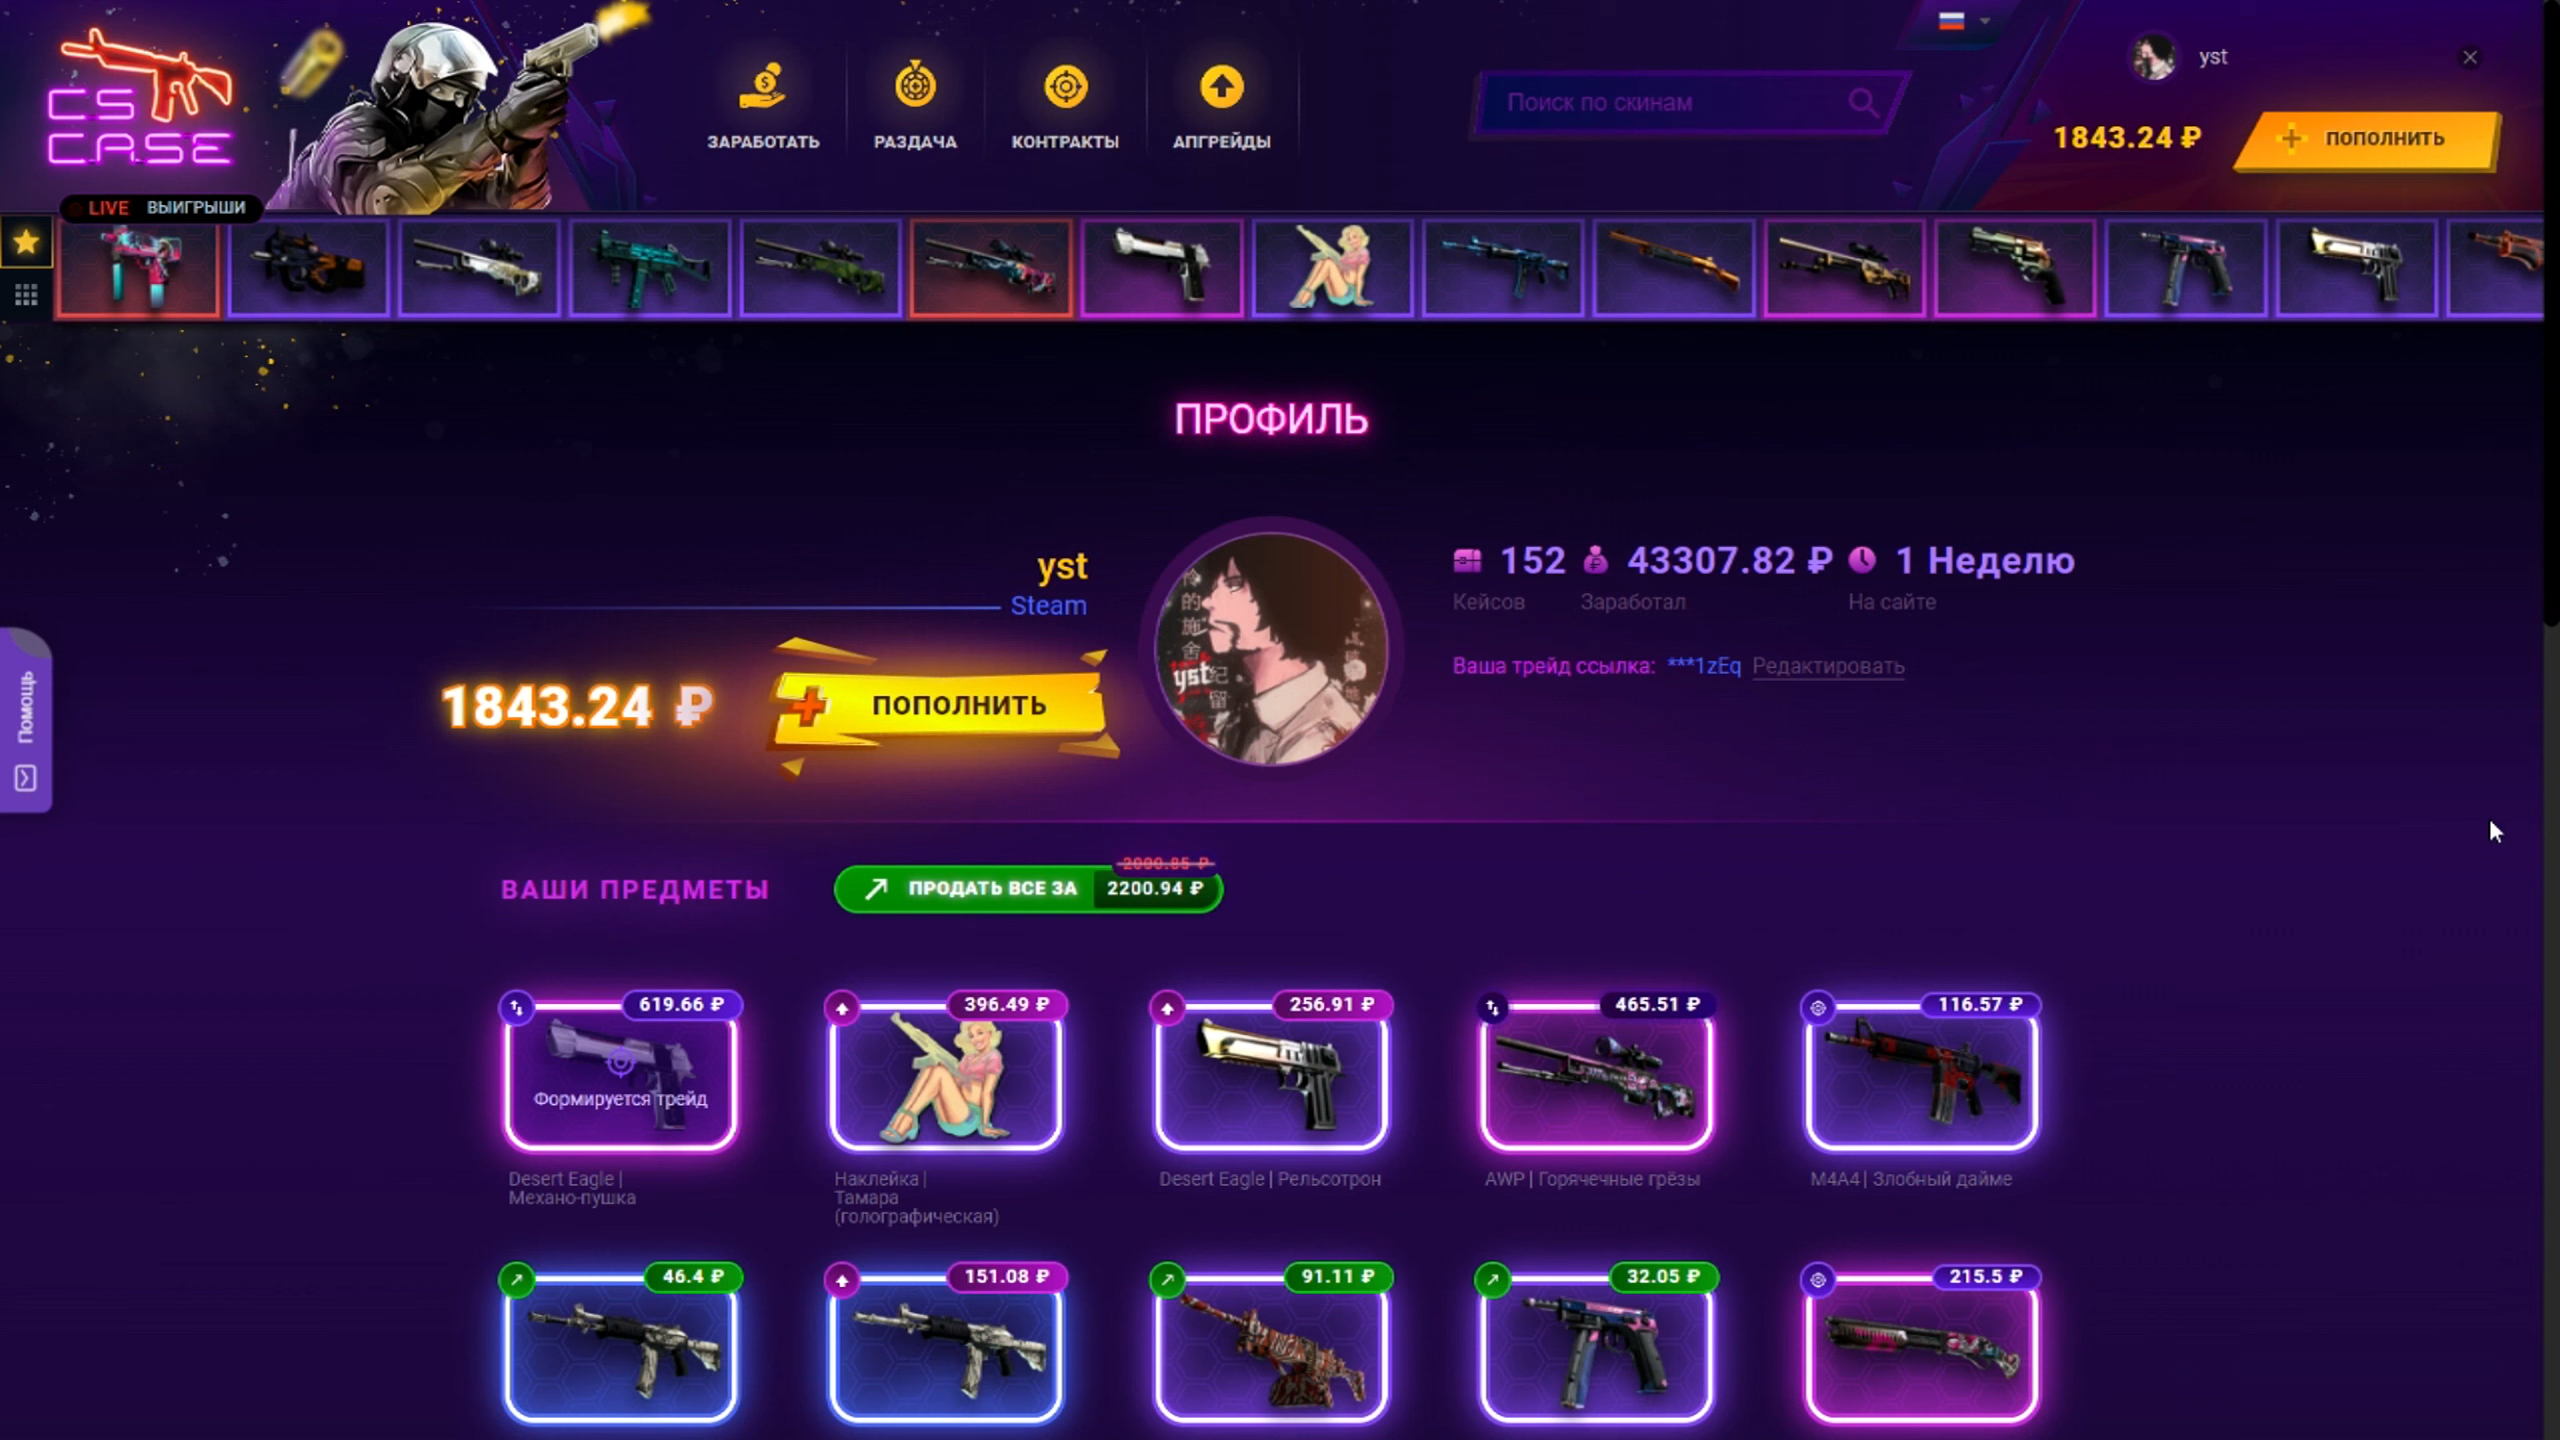 CS
CASE
ЗАРАБОТАТЬ
РАЗДАЧА
КОНТРАКТЫ
АПГРЕЙДЫ
Поиск по скинам
yst
1843.24 ₽
ПОПОЛНИТЬ
LIVE ВЫИГРЫШИ
ПРОФИЛЬ
yst
Steam
1843.24 ₽
ПОПОЛНИТЬ
yst
152
Кейсов
43307.82 ₽
Заработал
1 Неделю
На сайте
Ваша трейд ссылка: ***1zEq Редактировать
Помощь
ВАШИ ПРЕДМЕТЫ
2000.85 ₽
ПРОДАТЬ ВСЕ ЗА 2200.94 ₽
619.66 ₽
Формируется трейд
Desert Eagle |
Механо-пушка
396.49 ₽
Наклейка |
Тамара
(голографическая)
256.91 ₽
Desert Eagle | Рельсотрон
465.51 ₽
AWP | Горячечные грёзы
116.57 ₽
M4A4 | Злобный дайме
46.4 ₽
151.08 ₽
91.11 ₽
32.05 ₽
215.5 ₽